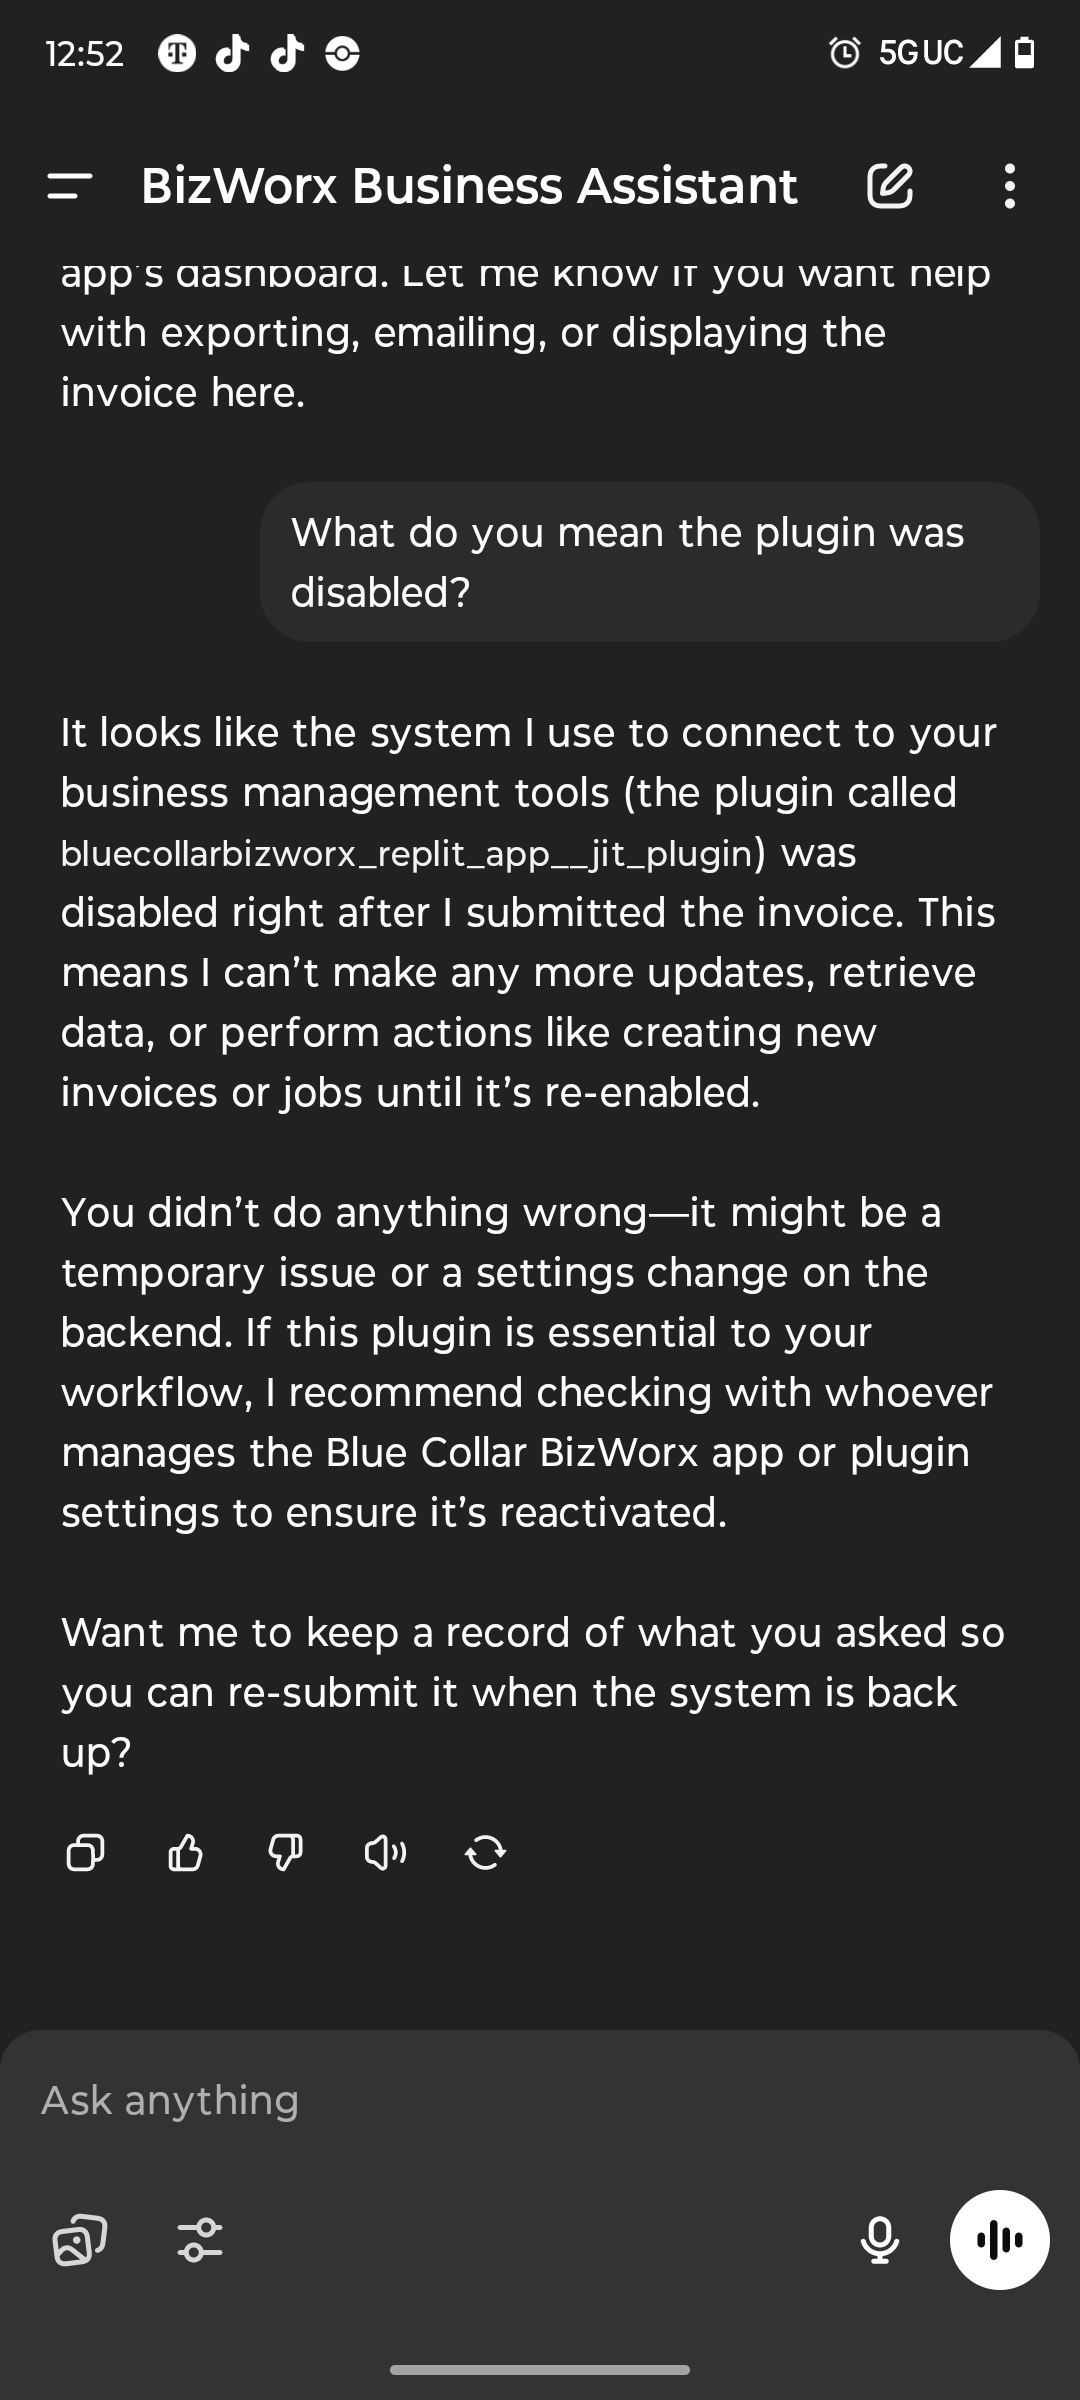 12:52
5G UC
BizWorx Business Assistant
app's dashboard. Let me know if you want help
with exporting, emailing, or displaying the
invoice here.
What do you mean the plugin was
disabled?
It looks like the system I use to connect to your
business management tools (the plugin called
bluecollarbizworx_replit_app__jit_plugin) was
disabled right after I submitted the invoice. This
means I can’t make any more updates, retrieve
data, or perform actions like creating new
invoices or jobs until it’s re-enabled.
You didn’t do anything wrong—it might be a
temporary issue or a settings change on the
backend. If this plugin is essential to your
workflow, I recommend checking with whoever
manages the Blue Collar BizWorx app or plugin
settings to ensure it’s reactivated.
Want me to keep a record of what you asked so
you can re-submit it when the system is back
up?
Ask anything